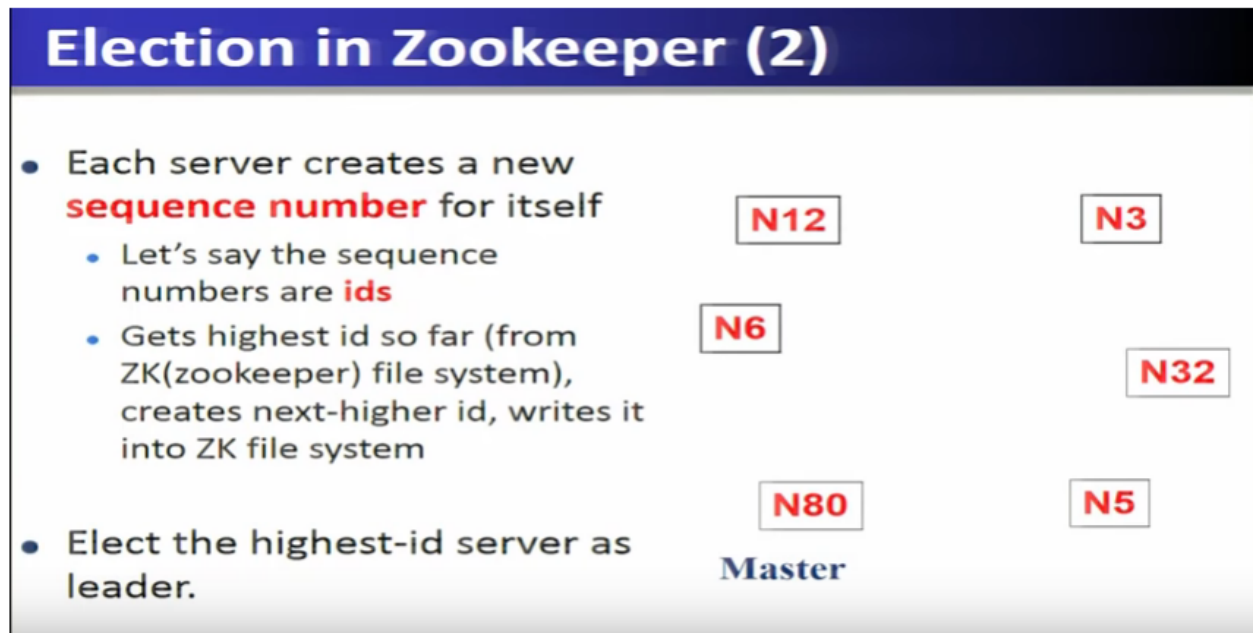 Election in Zookeeper (2)
• Each server creates a new
sequence number for itself
• Let's say the sequence
numbers are ids
• Gets highest id so far (from
ZK(zookeeper) file system),
creates next-higher id, writes it
into ZK file system
• Elect the highest-id server as
leader.
N12
N3
N6
N32
N80
N5
Master